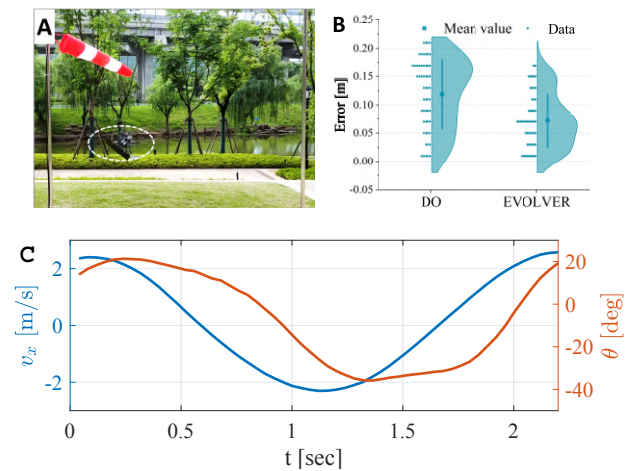 A
B
Mean value
Data
Error [m]
0.25
0.20
0.15
0.10
0.05
0.00
-0.05
DO
EVOLVER
C
v_x [m/s]
2
0
-2
20
0
-20
-40
θ [deg]
0
0.5
1
1.5
2
t [sec]